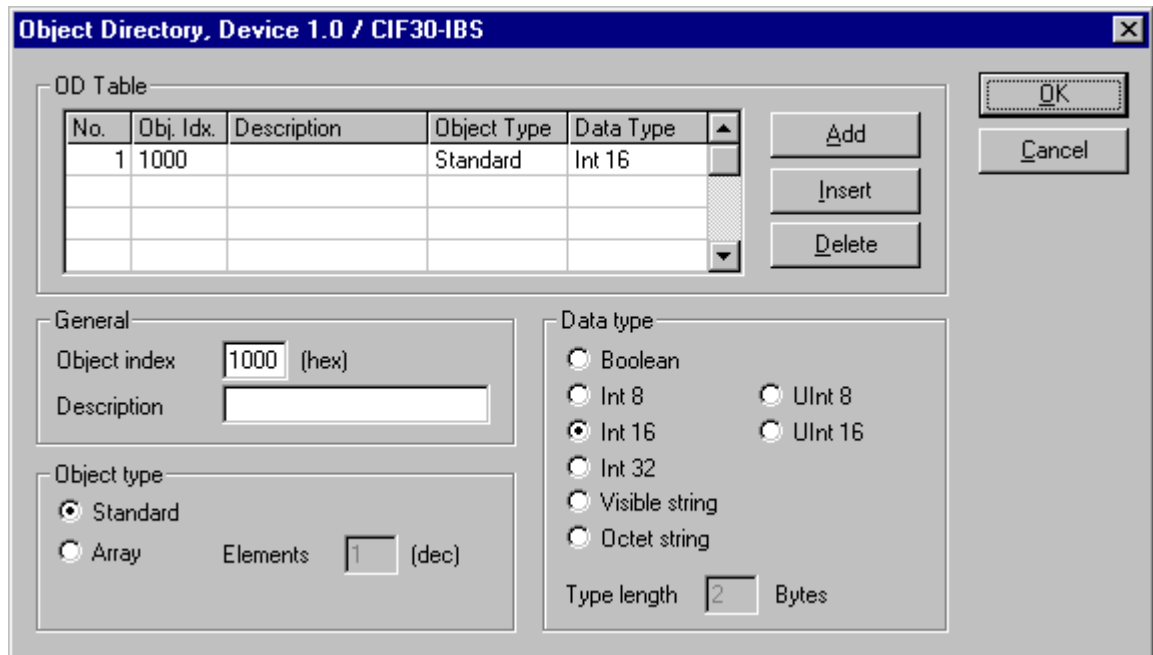 Object Directory, Device 1.0 / CIF30-IBS
OD Table
No. Obj. Idx. Description Object Type Data Type
1 1000 Standard Int 16
Add
Insert
Delete
OK
Cancel
General
Object index 1000 (hex)
Description
Object type
Standard
Array Elements 1 (dec)
Data type
Boolean
Int 8 UInt 8
Int 16 UInt 16
Int 32
Visible string
Octet string
Type length 2 Bytes